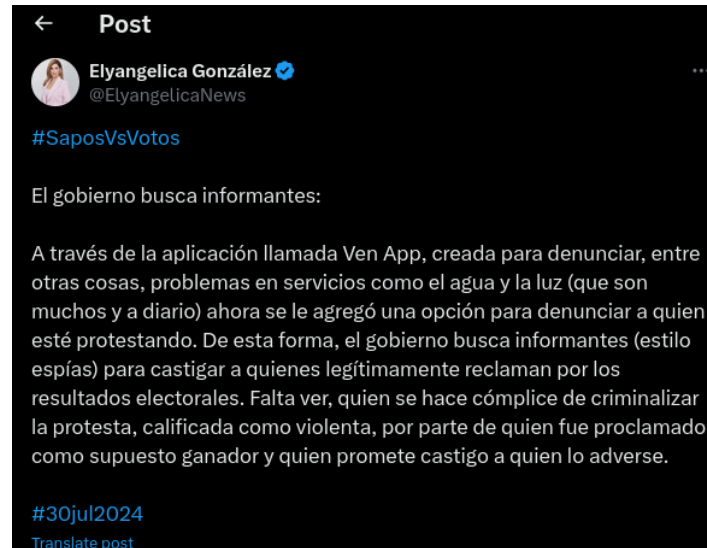 Post
Elyangelica González
@ElyangelicaNews
#SaposVsVotos
El gobierno busca informantes:
A través de la aplicación llamada Ven App, creada para denunciar, entre
otras cosas, problemas en servicios como el agua y la luz (que son
muchos y a diario) ahora se le agregó una opción para denunciar a quien
esté protestando. De esta forma, el gobierno busca informantes (estilo
espías) para castigar a quienes legítimamente reclaman por los
resultados electorales. Falta ver, quien se hace cómplice de criminalizar
la protesta, calificada como violenta, por parte de quien fue proclamado
como supuesto ganador y quien promete castigo a quien lo adverse.
#30jul2024
Translate post